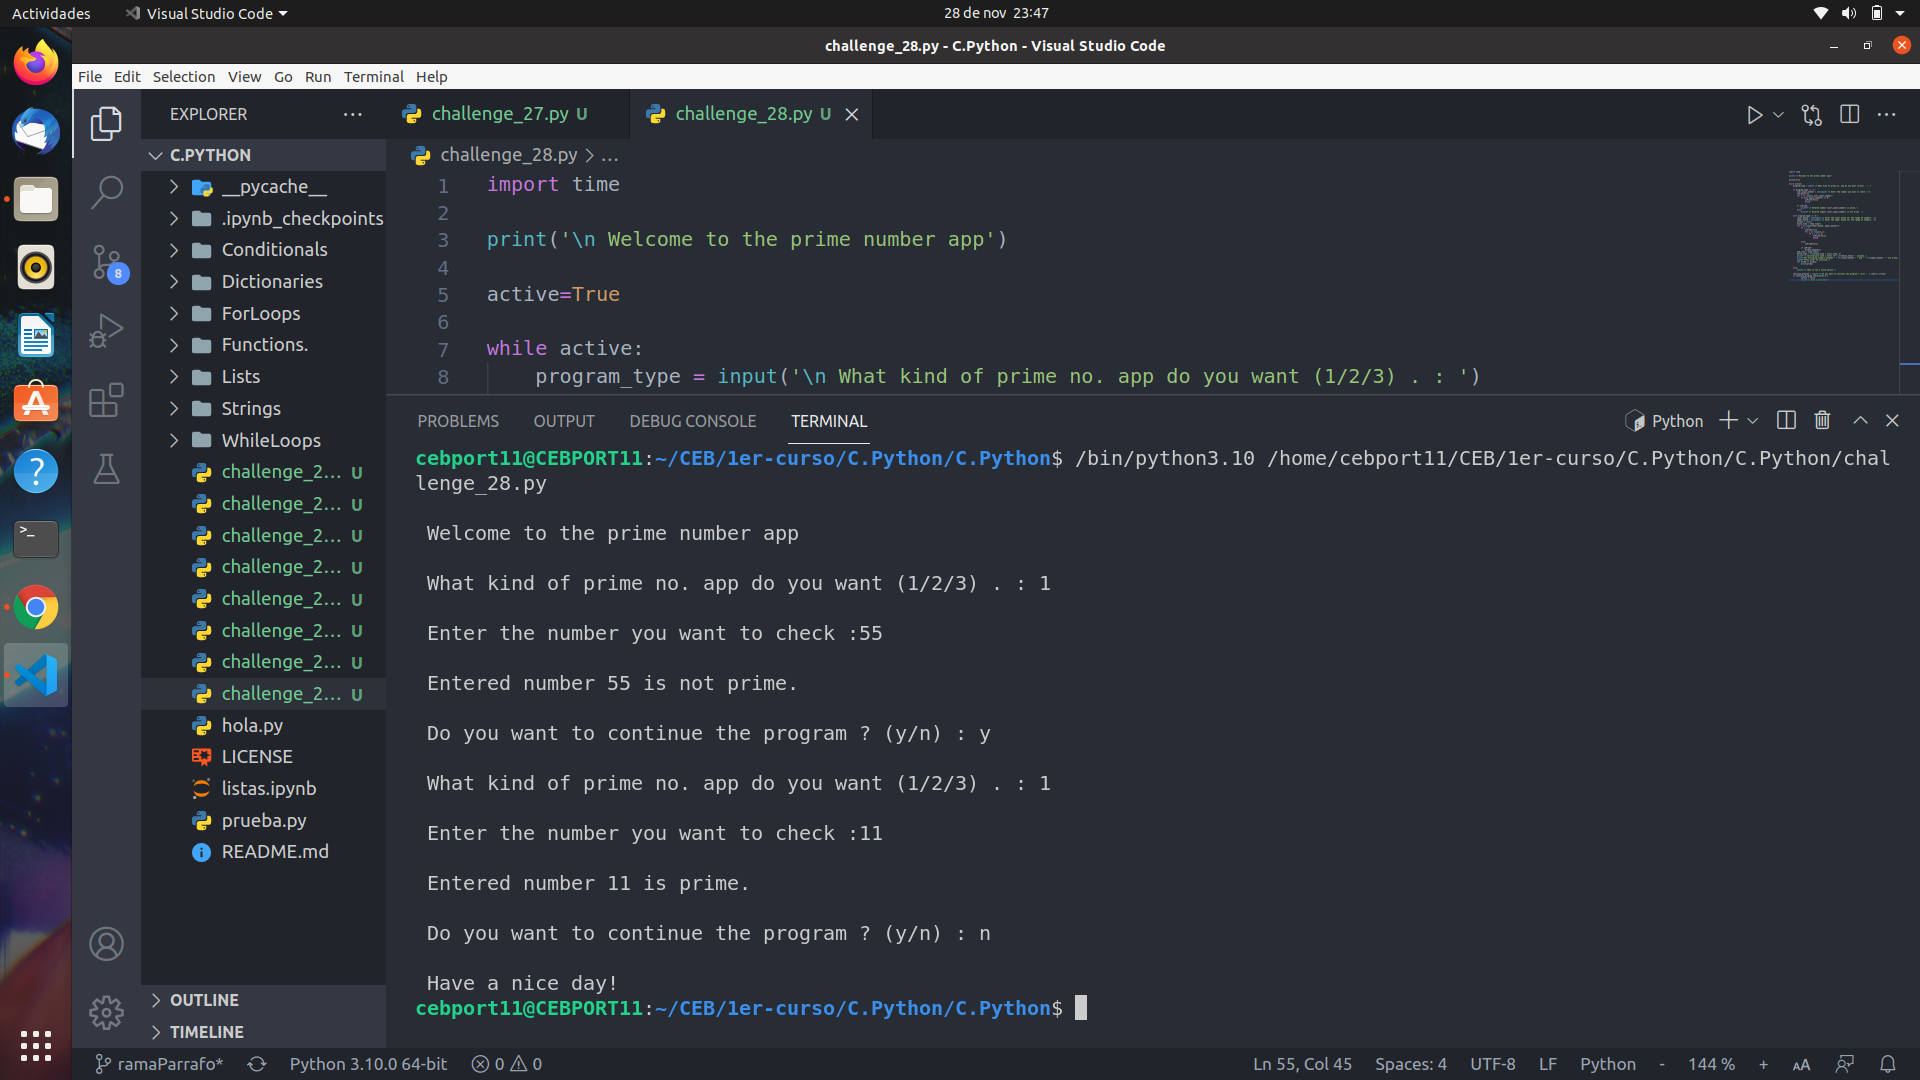 Actividades
Visual Studio Code
28 de nov 23:47
challenge_28.py - C.Python - Visual Studio Code
File Edit Selection View Go Run Terminal Help
EXPLORER
C.PYTHON
__pycache__
.ipynb_checkpoints
Conditionals
Dictionaries
ForLoops
Functions.
Lists
Strings
WhileLoops
challenge_2... U
challenge_2... U
challenge_2... U
challenge_2... U
challenge_2... U
challenge_2... U
challenge_2... U
challenge_2... U
hola.py
LICENSE
listas.ipynb
prueba.py
README.md
OUTLINE
TIMELINE
8
challenge_27.py U
challenge_28.py U
challenge_28.py > ...
1 import time
2
3 print('\n Welcome to the prime number app')
4
5 active=True
6
7 while active:
8 program_type = input('\n What kind of prime no. app do you want (1/2/3) . : ')
PROBLEMS OUTPUT DEBUG CONSOLE TERMINAL
Python
cebport11@CEBPORT11:~/CEB/1er-curso/C.Python/C.Python$ /bin/python3.10 /home/cebport11/CEB/1er-curso/C.Python/C.Python/chal
lenge_28.py
Welcome to the prime number app
What kind of prime no. app do you want (1/2/3) . : 1
Enter the number you want to check :55
Entered number 55 is not prime.
Do you want to continue the program ? (y/n) : y
What kind of prime no. app do you want (1/2/3) . : 1
Enter the number you want to check :11
Entered number 11 is prime.
Do you want to continue the program ? (y/n) : n
Have a nice day!
cebport11@CEBPORT11:~/CEB/1er-curso/C.Python/C.Python$
ramaParrafo* Python 3.10.0 64-bit 0 0
Ln 55, Col 45 Spaces: 4 UTF-8 LF Python - 144 % + AA